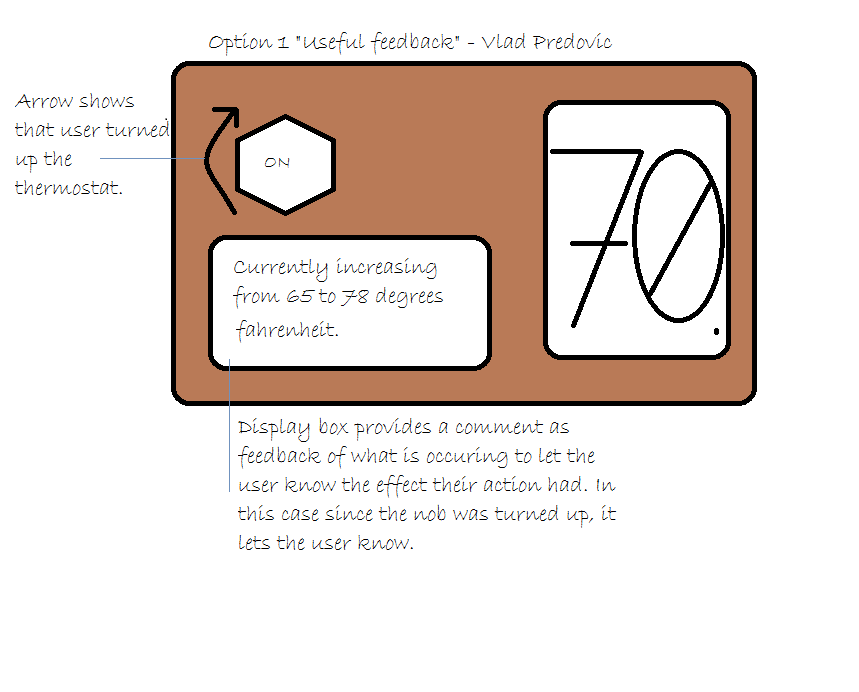 Option 1 "Useful feedback" - Vlad Predovic
Arrow shows
that user turned
up the
thermostat.
ON
70
Currently increasing
from 65 to 78 degrees
fahrenheit.
Display box provides a comment as
feedback of what is occuring to let the
user know the effect their action had. In
this case since the nob was turned up, it
lets the user know.